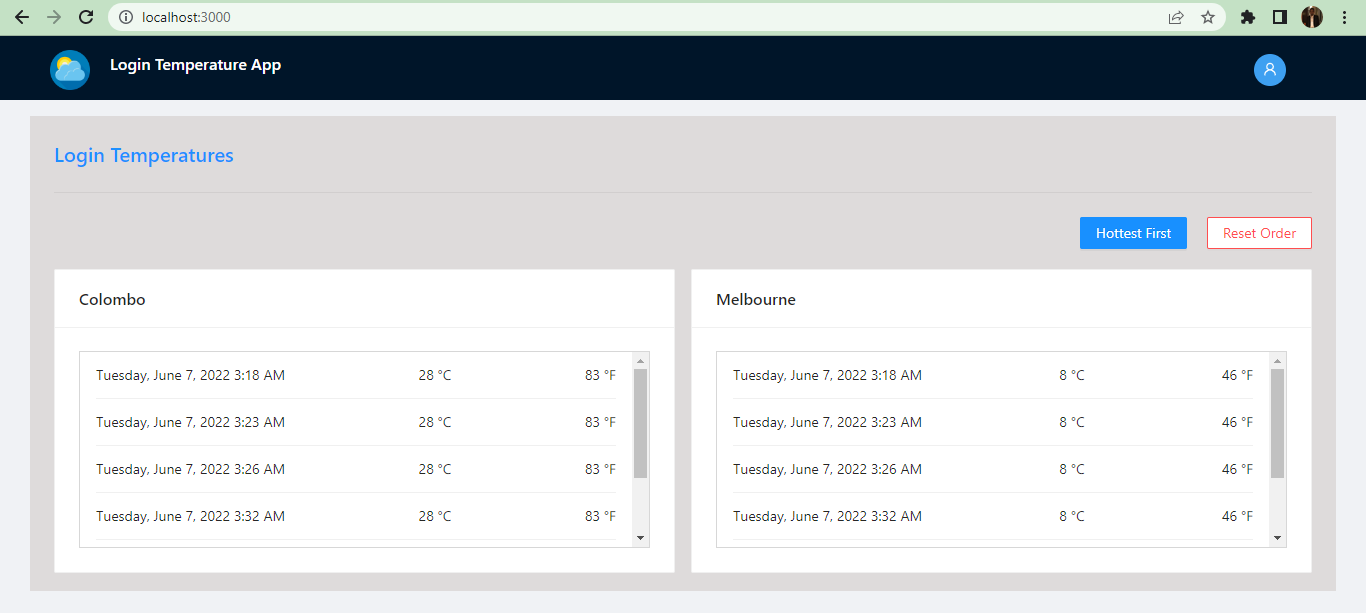 localhost:3000
Login Temperature App
Login Temperatures
Hottest First Reset Order
Colombo
Tuesday, June 7, 2022 3:18 AM 28 °C 83 °F
Tuesday, June 7, 2022 3:23 AM 28 °C 83 °F
Tuesday, June 7, 2022 3:26 AM 28 °C 83 °F
Tuesday, June 7, 2022 3:32 AM 28 °C 83 °F
Melbourne
Tuesday, June 7, 2022 3:18 AM 8 °C 46 °F
Tuesday, June 7, 2022 3:23 AM 8 °C 46 °F
Tuesday, June 7, 2022 3:26 AM 8 °C 46 °F
Tuesday, June 7, 2022 3:32 AM 8 °C 46 °F